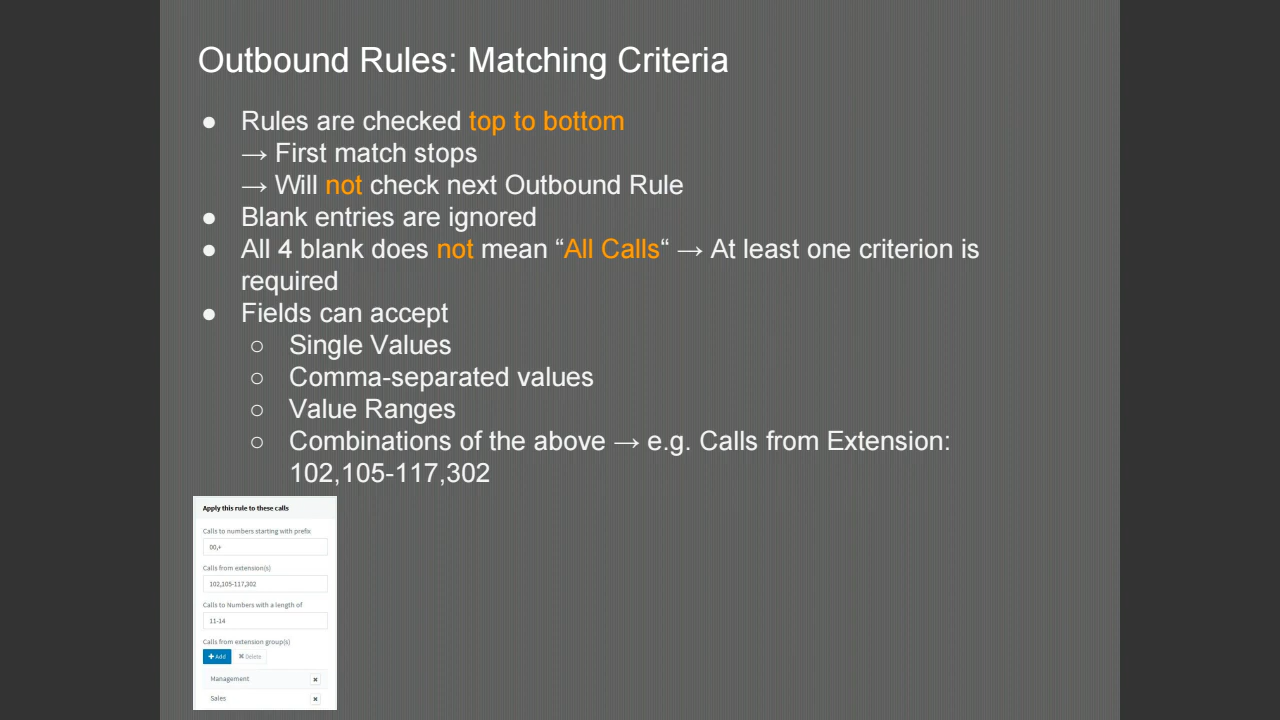 Outbound Rules: Matching Criteria
● Rules are checked top to bottom
→ First match stops
→ Will not check next Outbound Rule
● Blank entries are ignored
● All 4 blank does not mean “All Calls“ → At least one criterion is
required
● Fields can accept
○ Single Values
○ Comma-separated values
○ Value Ranges
○ Combinations of the above → e.g. Calls from Extension:
102,105-117,302
Apply this rule to these calls
Calls to numbers starting with prefix
00,+
Calls from extension(s)
102,105-117,302
Calls to Numbers with a length of
11-14
Calls from extension group(s)
+ Add ✖ Delete
Management ✖
Sales ✖